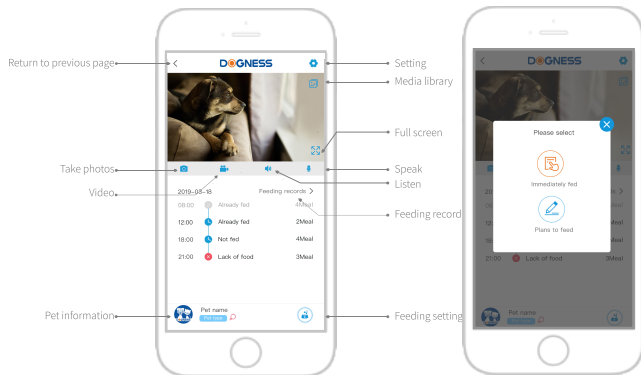 DOGNESS
Return to previous page
Setting
Media library
Full screen
Take photos
Speak
Video
Listen
2019-03-18
Feeding records >
08:00 Already fed 4Meal
12:00 Already fed 2Meal
18:00 Not fed 4Meal
21:00 Lack of food 3Meal
Feeding record
Pet information
Pet name
Feeding setting
DOGNESS
Please select
Immediately fed
Plans to feed
21:00 Lack of food 3Meal
Pet name